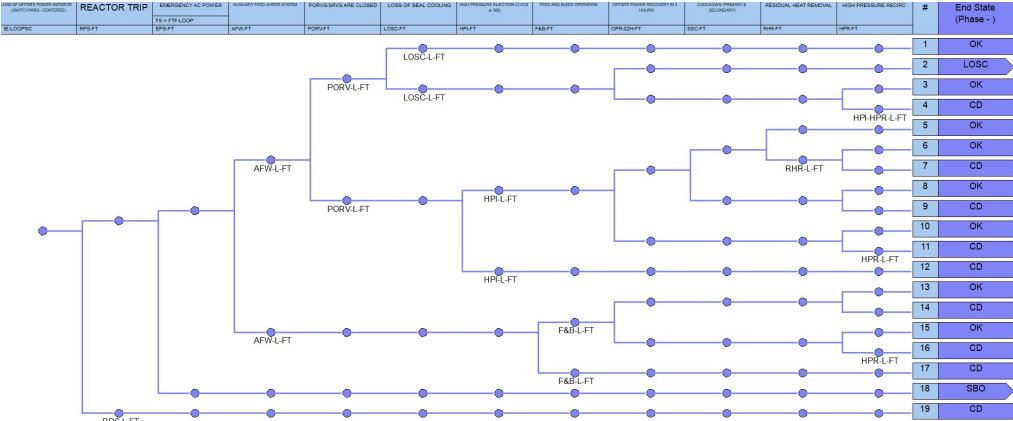 LOSS OF OFFSITE POWER INITIATOR (SWITCHYARD- CENTERED)
REACTOR TRIP
EMERGENCY AC POWER
FS = FTF-LOOP
AUXILIARY FEED WATER SYSTEM
PORVS/SRVS ARE CLOSED
LOSS OF SEAL COOLING
HIGH PRESSURE INJECTION (CVCS or SIS)
FEED AND BLEED OPERATION
OFFSITE POWER RECOVERY IN 2 HOURS)
COOLDOWN (PRIMARY & SECONDARY)
RESIDUAL HEAT REMOVAL
HIGH PRESSURE RECIRC
#
End State
(Phase - )
IE-LOOPSC
RPS-FT
EPS-FT
AFW-FT
PORV-FT
LOSC-FT
HPI-FT
F&B-FT
OPR-02H-FT
SSC-FT
RHR-FT
HPR-FT
1 OK
LOSC-L-FT
2 LOSC
PORV-L-FT
3 OK
LOSC-L-FT
4 CD
HPI-HPR-L-FT
5 OK
6 OK
AFW-L-FT
RHR-L-FT
7 CD
8 OK
HPI-L-FT
PORV-L-FT
9 CD
10 OK
11 CD
HPR-L-FT
12 CD
HPI-L-FT
13 OK
14 CD
F&B-L-FT
15 OK
AFW-L-FT
16 CD
HPR-L-FT
17 CD
F&B-L-FT
18 SBO
19 CD
RPS-L-FT